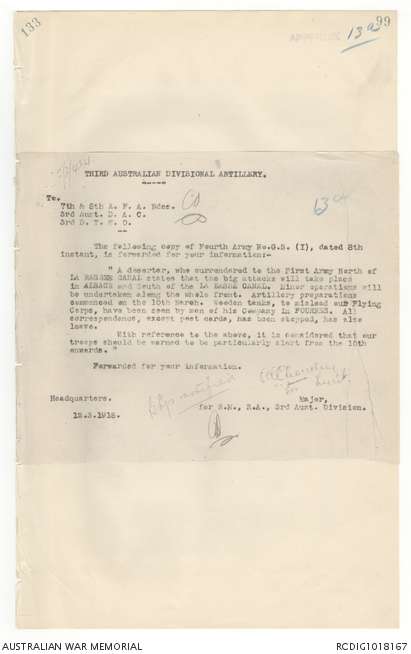 133
99
APPENDIX 13a
THIRD AUSTRALIAN DIVISIONAL ARTILLERY.
To.
7th & 8th A. F. A. Bdes.
3rd Aust. D. A. C.
3rd D. T. M. O.
13a
The following copy of Fourth Army No.G.S. (I), dated 8th
instant, is forwarded for your information:-
" A deserter, who surrendered to the First Army North of
LA BASSEE CANAL states that the big attacks will take place
in ALSACE and South of the LA BASSE CANAL. Minor operations will
be undertaken along the whole front. Artillery preparations
commenced on the 10th March. Wooden tanks, to mislead our Flying
Corps, have been seen by men of his Company in FOURNES. All
correspondence, except post cards, has been stopped, has also
leave.
With reference to the above, it is considered that our
troops should be warned to be particularly alert from the 10th
onwards. "
Forwarded for your information.
Headquarters.
Major,
for B.M., R.A., 3rd Aust. Division.
12.3.1918.
AUSTRALIAN WAR MEMORIAL
RCDIG1018167